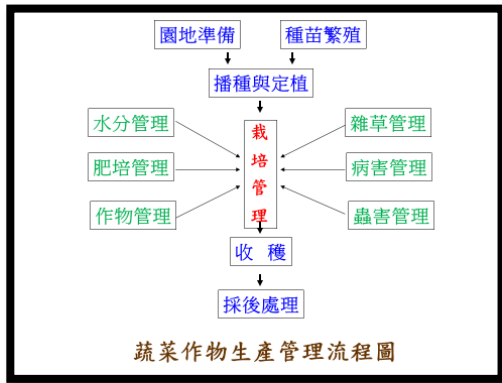 園地準備
種苗繁殖
播種與定植
水分管理
肥培管理
作物管理
栽培管理
雜草管理
病害管理
蟲害管理
收 穫
採後處理
蔬菜作物生產管理流程圖